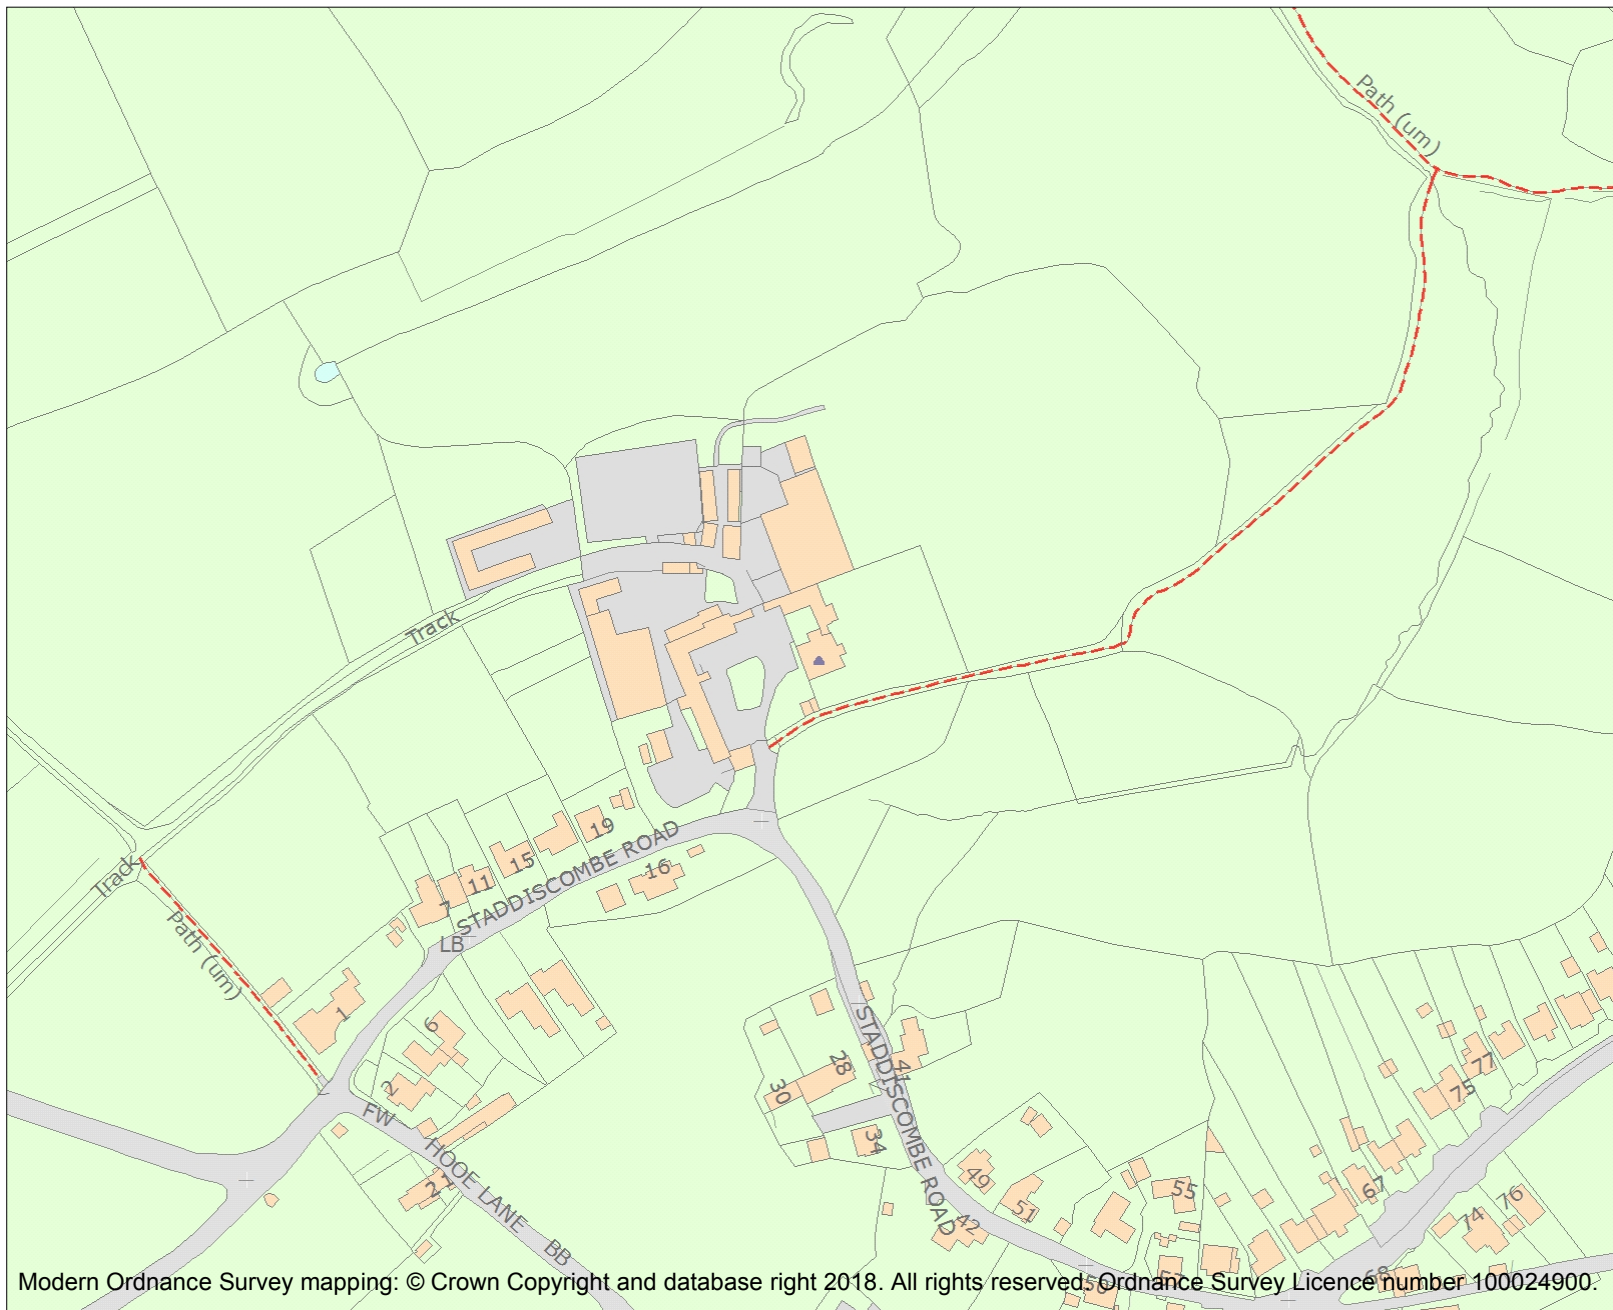 Path (um)
Track
19
15
11
7
STADDISCOMBE ROAD
16
LB
Track
Path (um)
1
6
2
FW
HOOE LANE
21
BB
STADDISCOMBE ROAD
28
30
41
34
49
51
42
55
67
75
77
74
76
68
50
Modern Ordnance Survey mapping: © Crown Copyright and database right 2018. All rights reserved. Ordnance Survey Licence number 100024900.